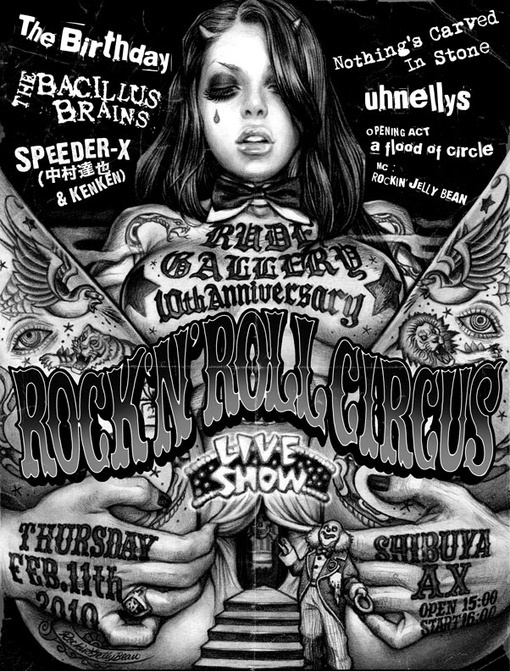 The Birthday
THE BACILLUS
BRAINS
SPEEDER-X
(中村達也
& KENKEN)
Nothing's Carved
In Stone
uhnellys
OPENING ACT
a flood of circle
MC :
ROCKIN' JELLY BEAN
RUDE
GALLERY
10th Anniversary
ROCK'N'ROLL CIRCUS
LIVE
SHOW
THURSDAY
FEB.11th
2010
SHIBUYA
AX
OPEN 15:00
START 16:00
Rockin'JellyBean